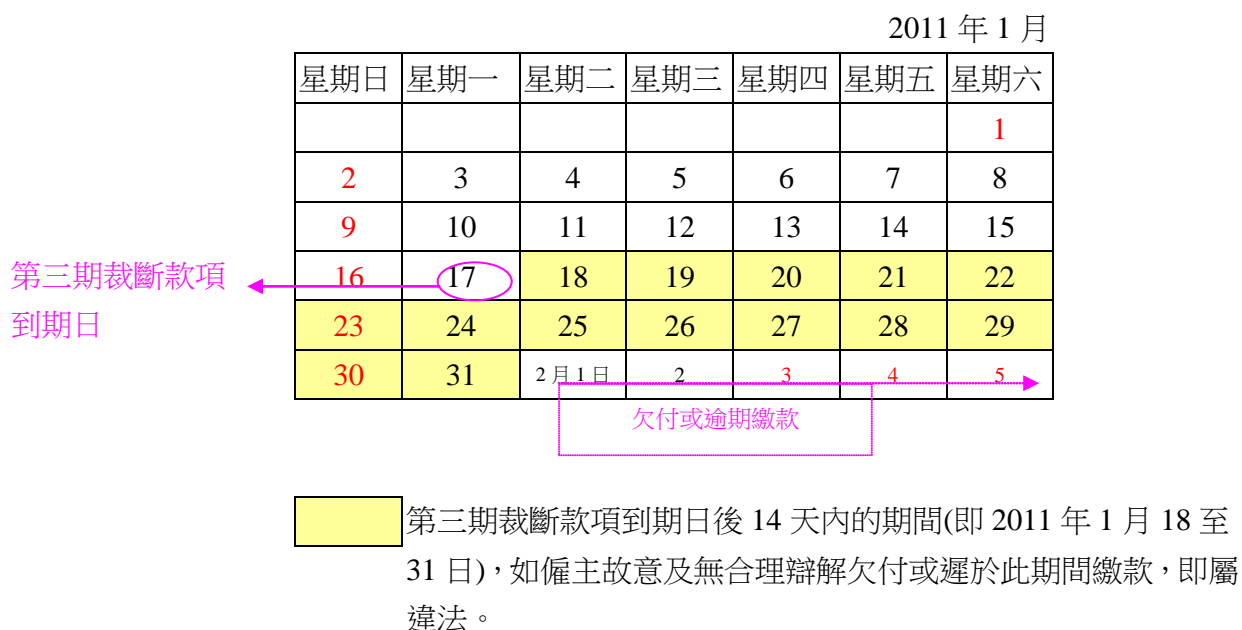 2011 年 1 月
星期日 星期一 星期二 星期三 星期四 星期五 星期六
1
2 3 4 5 6 7 8
9 10 11 12 13 14 15
第三期裁斷款項
到期日
16 17 18 19 20 21 22
23 24 25 26 27 28 29
30 31 2月1日 2 3 4 5
欠付或逾期繳款
第三期裁斷款項到期日後 14 天內的期間(即 2011 年 1 月 18 至
31 日)，如僱主故意及無合理辯解欠付或遲於此期間繳款，即屬
違法。